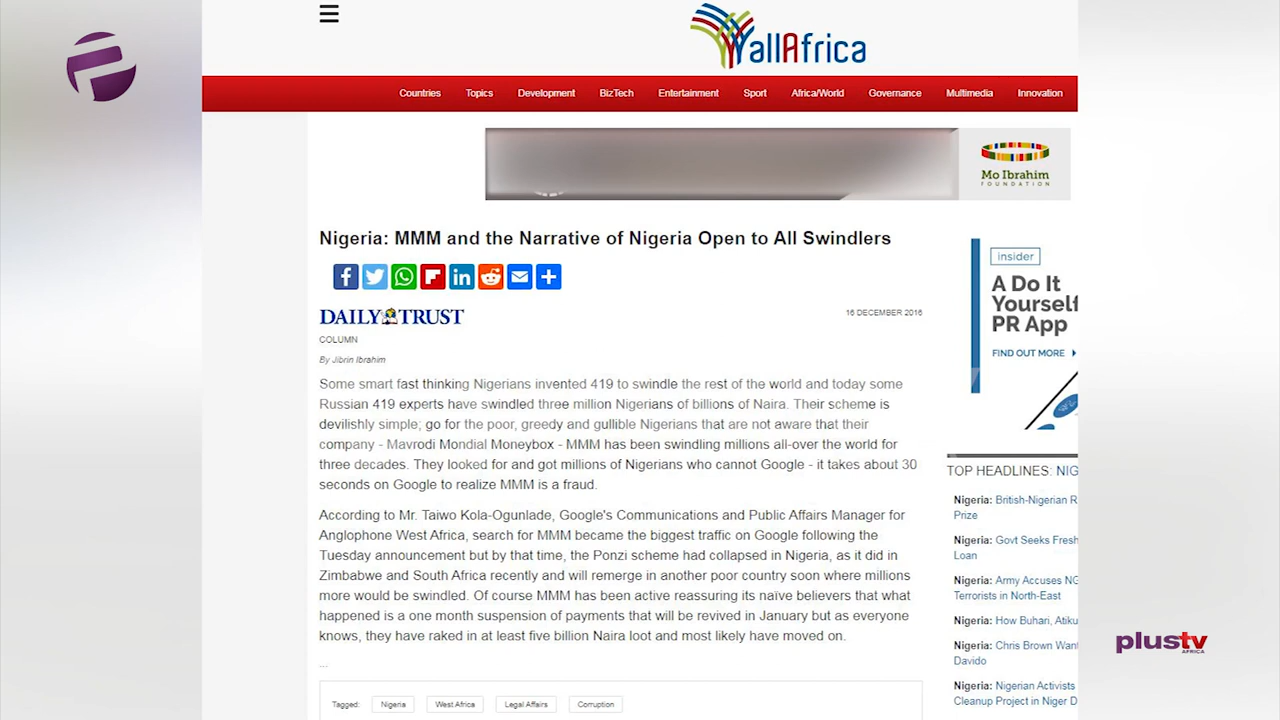 allAfrica
Countries Topics Development BizTech Entertainment Sport Africa/World Governance Multimedia Innovation
Mo Ibrahim
FOUNDATION
Nigeria: MMM and the Narrative of Nigeria Open to All Swindlers
DAILY TRUST
16 DECEMBER 2016
COLUMN
By Jibrin Ibrahim
Some smart fast thinking Nigerians invented 419 to swindle the rest of the world and today some
Russian 419 experts have swindled three million Nigerians of billions of Naira. Their scheme is
devilishly simple; go for the poor, greedy and gullible Nigerians that are not aware that their
company - Mavrodi Mondial Moneybox - MMM has been swindling millions all-over the world for
three decades. They looked for and got millions of Nigerians who cannot Google - it takes about 30
seconds on Google to realize MMM is a fraud.
According to Mr. Taiwo Kola-Ogunlade, Google's Communications and Public Affairs Manager for
Anglophone West Africa, search for MMM became the biggest traffic on Google following the
Tuesday announcement but by that time, the Ponzi scheme had collapsed in Nigeria, as it did in
Zimbabwe and South Africa recently and will remerge in another poor country soon where millions
more would be swindled. Of course MMM has been active reassuring its naïve believers that what
happened is a one month suspension of payments that will be revived in January but as everyone
knows, they have raked in at least five billion Naira loot and most likely have moved on.
...
Tagged: Nigeria West Africa Legal Affairs Corruption
insider
A Do It
Yourself
PR App
FIND OUT MORE
TOP HEADLINES: NIG
Nigeria: British-Nigerian R
Prize
Nigeria: Govt Seeks Fresh
Loan
Nigeria: Army Accuses NG
Terrorists in North-East
Nigeria: How Buhari, Atiku
Nigeria: Chris Brown Want
Davido
Nigeria: Nigerian Activists
Cleanup Project in Niger D
plustv
AFRICA